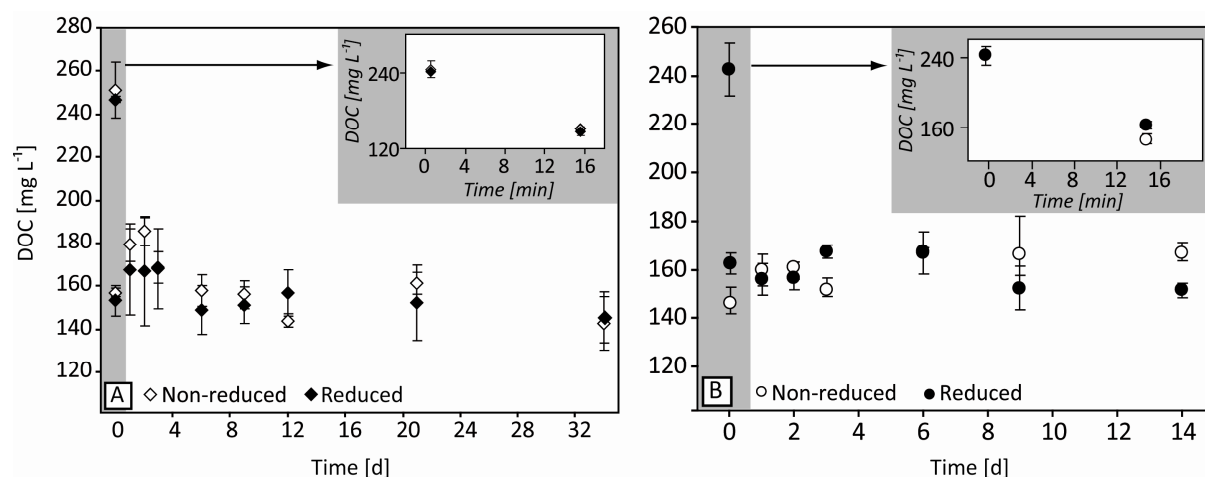 280
260
240
220
200
180
160
140
120
DOC [mg L⁻¹]
DOC [mg L⁻¹]
240
120
0 4 8 12 16
Time [min]
A Non-reduced Reduced
0 4 8 12 16 20 24 28 32
Time [d]
260
240
220
200
180
160
140
120
DOC [mg L⁻¹]
240
160
0 4 8 12 16
Time [min]
B Non-reduced Reduced
0 2 4 6 8 10 12 14
Time [d]